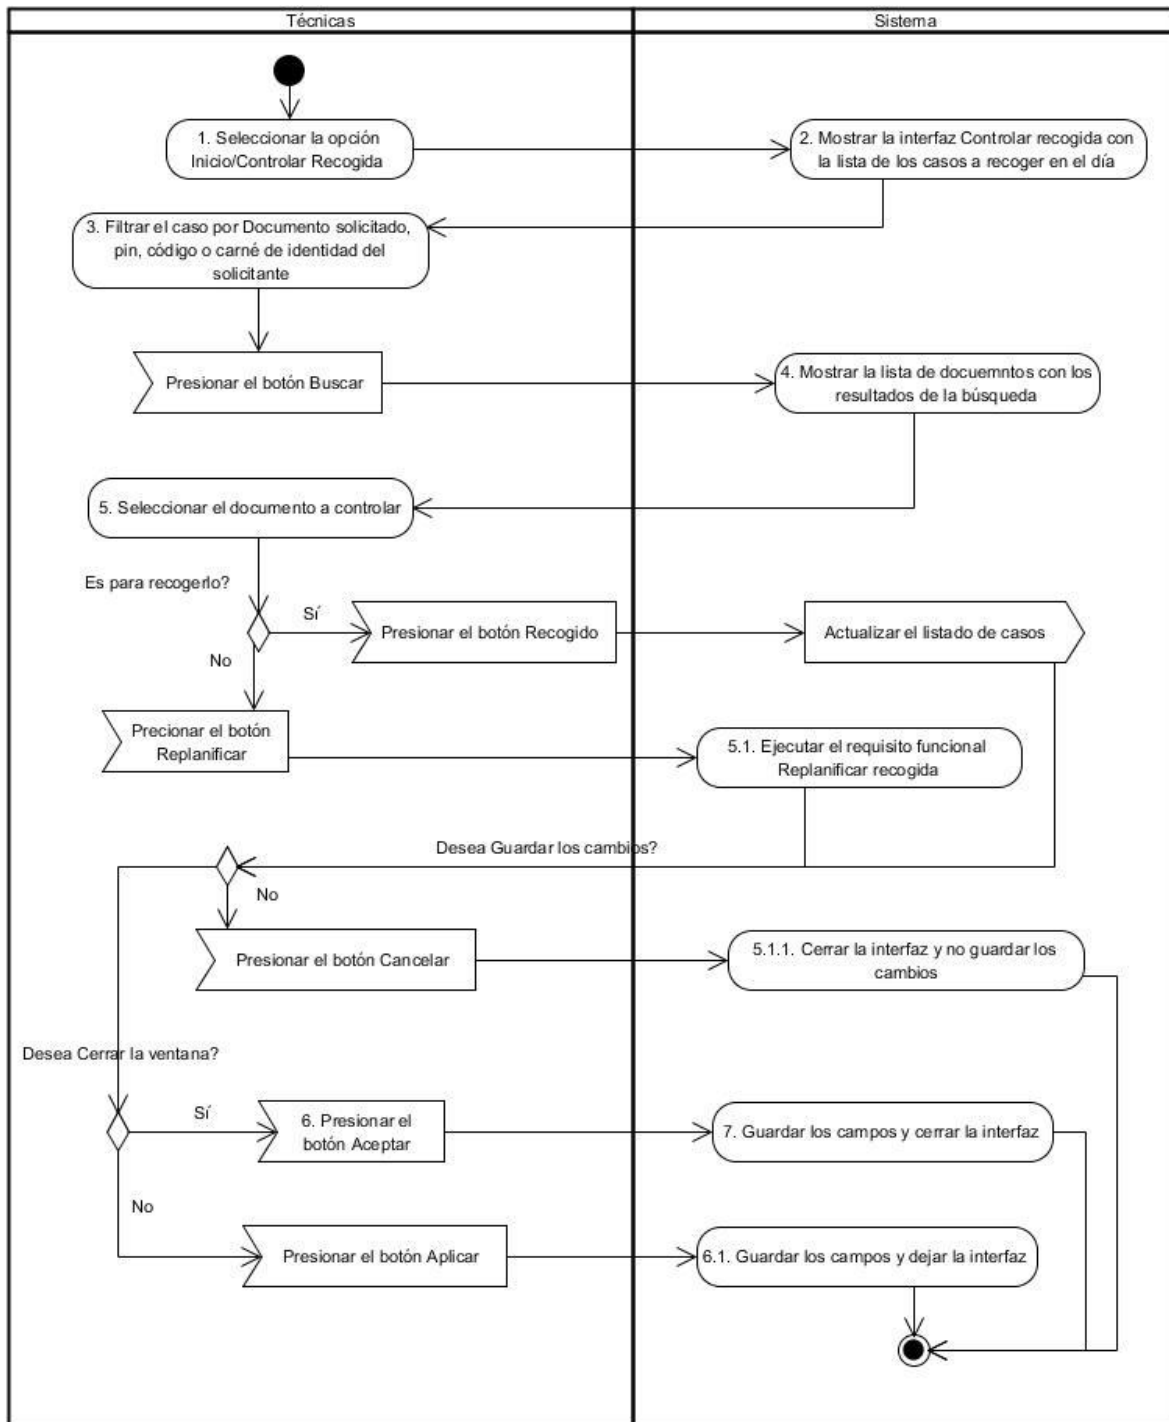 Técnicas
Sistema
1. Seleccionar la opción
Inicio/Controlar Recogida
2. Mostrar la interfaz Controlar recogida con
la lista de los casos a recoger en el día
3. Filtrar el caso por Documento solicitado,
pin, código o carné de identidad del
solicitante
Presionar el botón Buscar
4. Mostrar la lista de docuemntos con los
resultados de la búsqueda
5. Seleccionar el documento a controlar
Es para recogerlo?
Sí
Presionar el botón Recogido
Actualizar el listado de casos
No
Precionar el botón
Replanificar
5.1. Ejecutar el requisito funcional
Replanificar recogida
Desea Guardar los cambios?
No
Presionar el botón Cancelar
5.1.1. Cerrar la interfaz y no guardar los
cambios
Desea Cerrar la ventana?
Sí
6. Presionar el
botón Aceptar
7. Guardar los campos y cerrar la interfaz
No
Presionar el botón Aplicar
6.1. Guardar los campos y dejar la interfaz